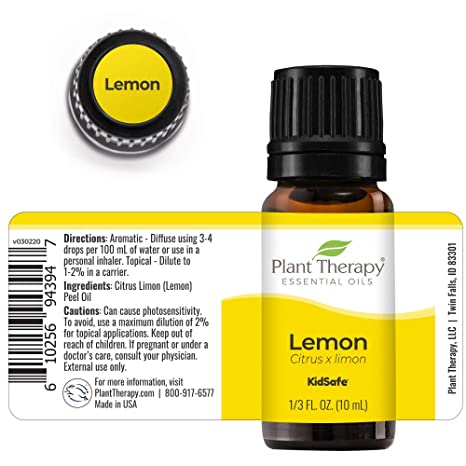 Lemon
v030220
6 10256 94394 7
Directions: Aromatic - Diffuse using 3-4
drops per 100 mL of water or use in a
personal inhaler. Topical - Dilute to
1-2% in a carrier.
Ingredients: Citrus Limon (Lemon)
Peel Oil
Cautions: Can cause photosensitivity.
To avoid, use a maximum dilution of 2%
for topical applications. Keep out of
reach of children. If pregnant or under a
doctor's care, consult your physician.
External use only.
For more information, visit
PlantTherapy.com | 800-917-6577
Made in USA
Plant Therapy®
ESSENTIAL OILS
Lemon
Citrus x limon
KidSafe®
1/3 FL. OZ. (10 mL)
Plant Therapy, LLC | Twin Falls, ID 83301